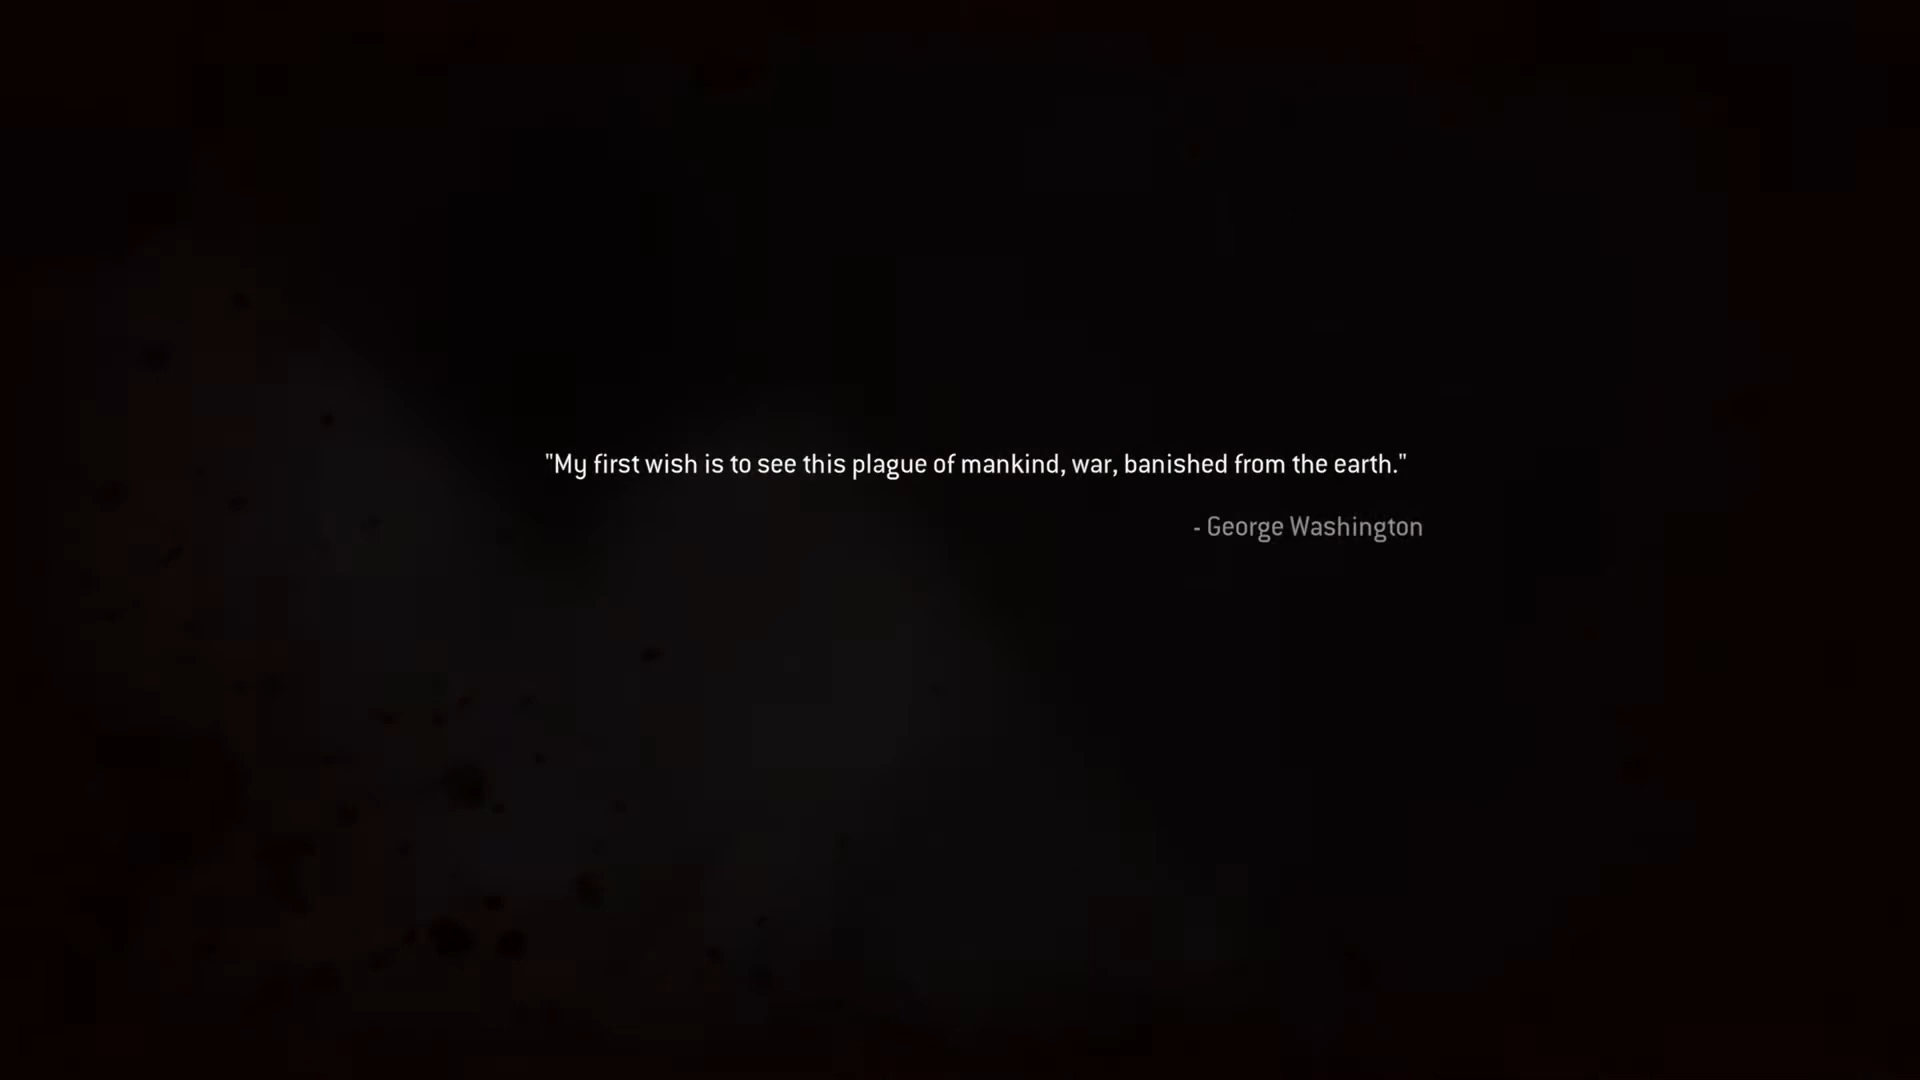 "My first wish is to see this plague of mankind, war, banished from the earth."
- George Washington